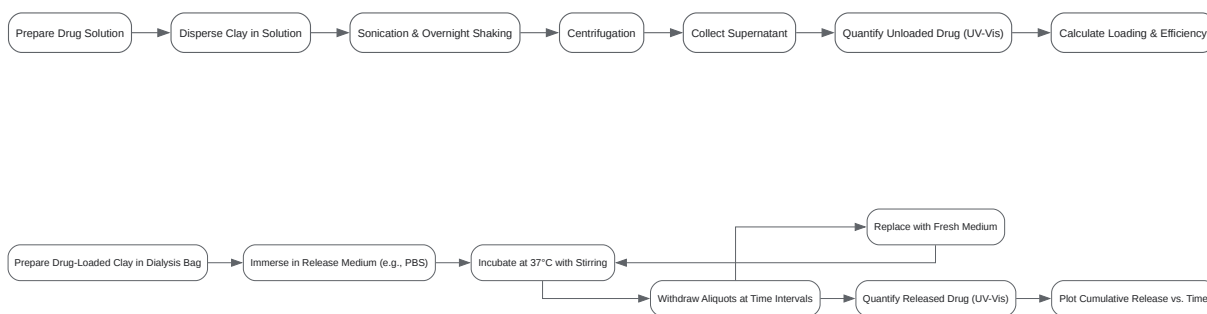 Prepare Drug Solution
Disperse Clay in Solution
Sonication & Overnight Shaking
Centrifugation
Collect Supernatant
Quantify Unloaded Drug (UV-Vis)
Calculate Loading & Efficiency
Replace with Fresh Medium
Prepare Drug-Loaded Clay in Dialysis Bag
Immerse in Release Medium (e.g., PBS)
Incubate at 37°C with Stirring
Withdraw Aliquots at Time Intervals
Quantify Released Drug (UV-Vis)
Plot Cumulative Release vs. Time